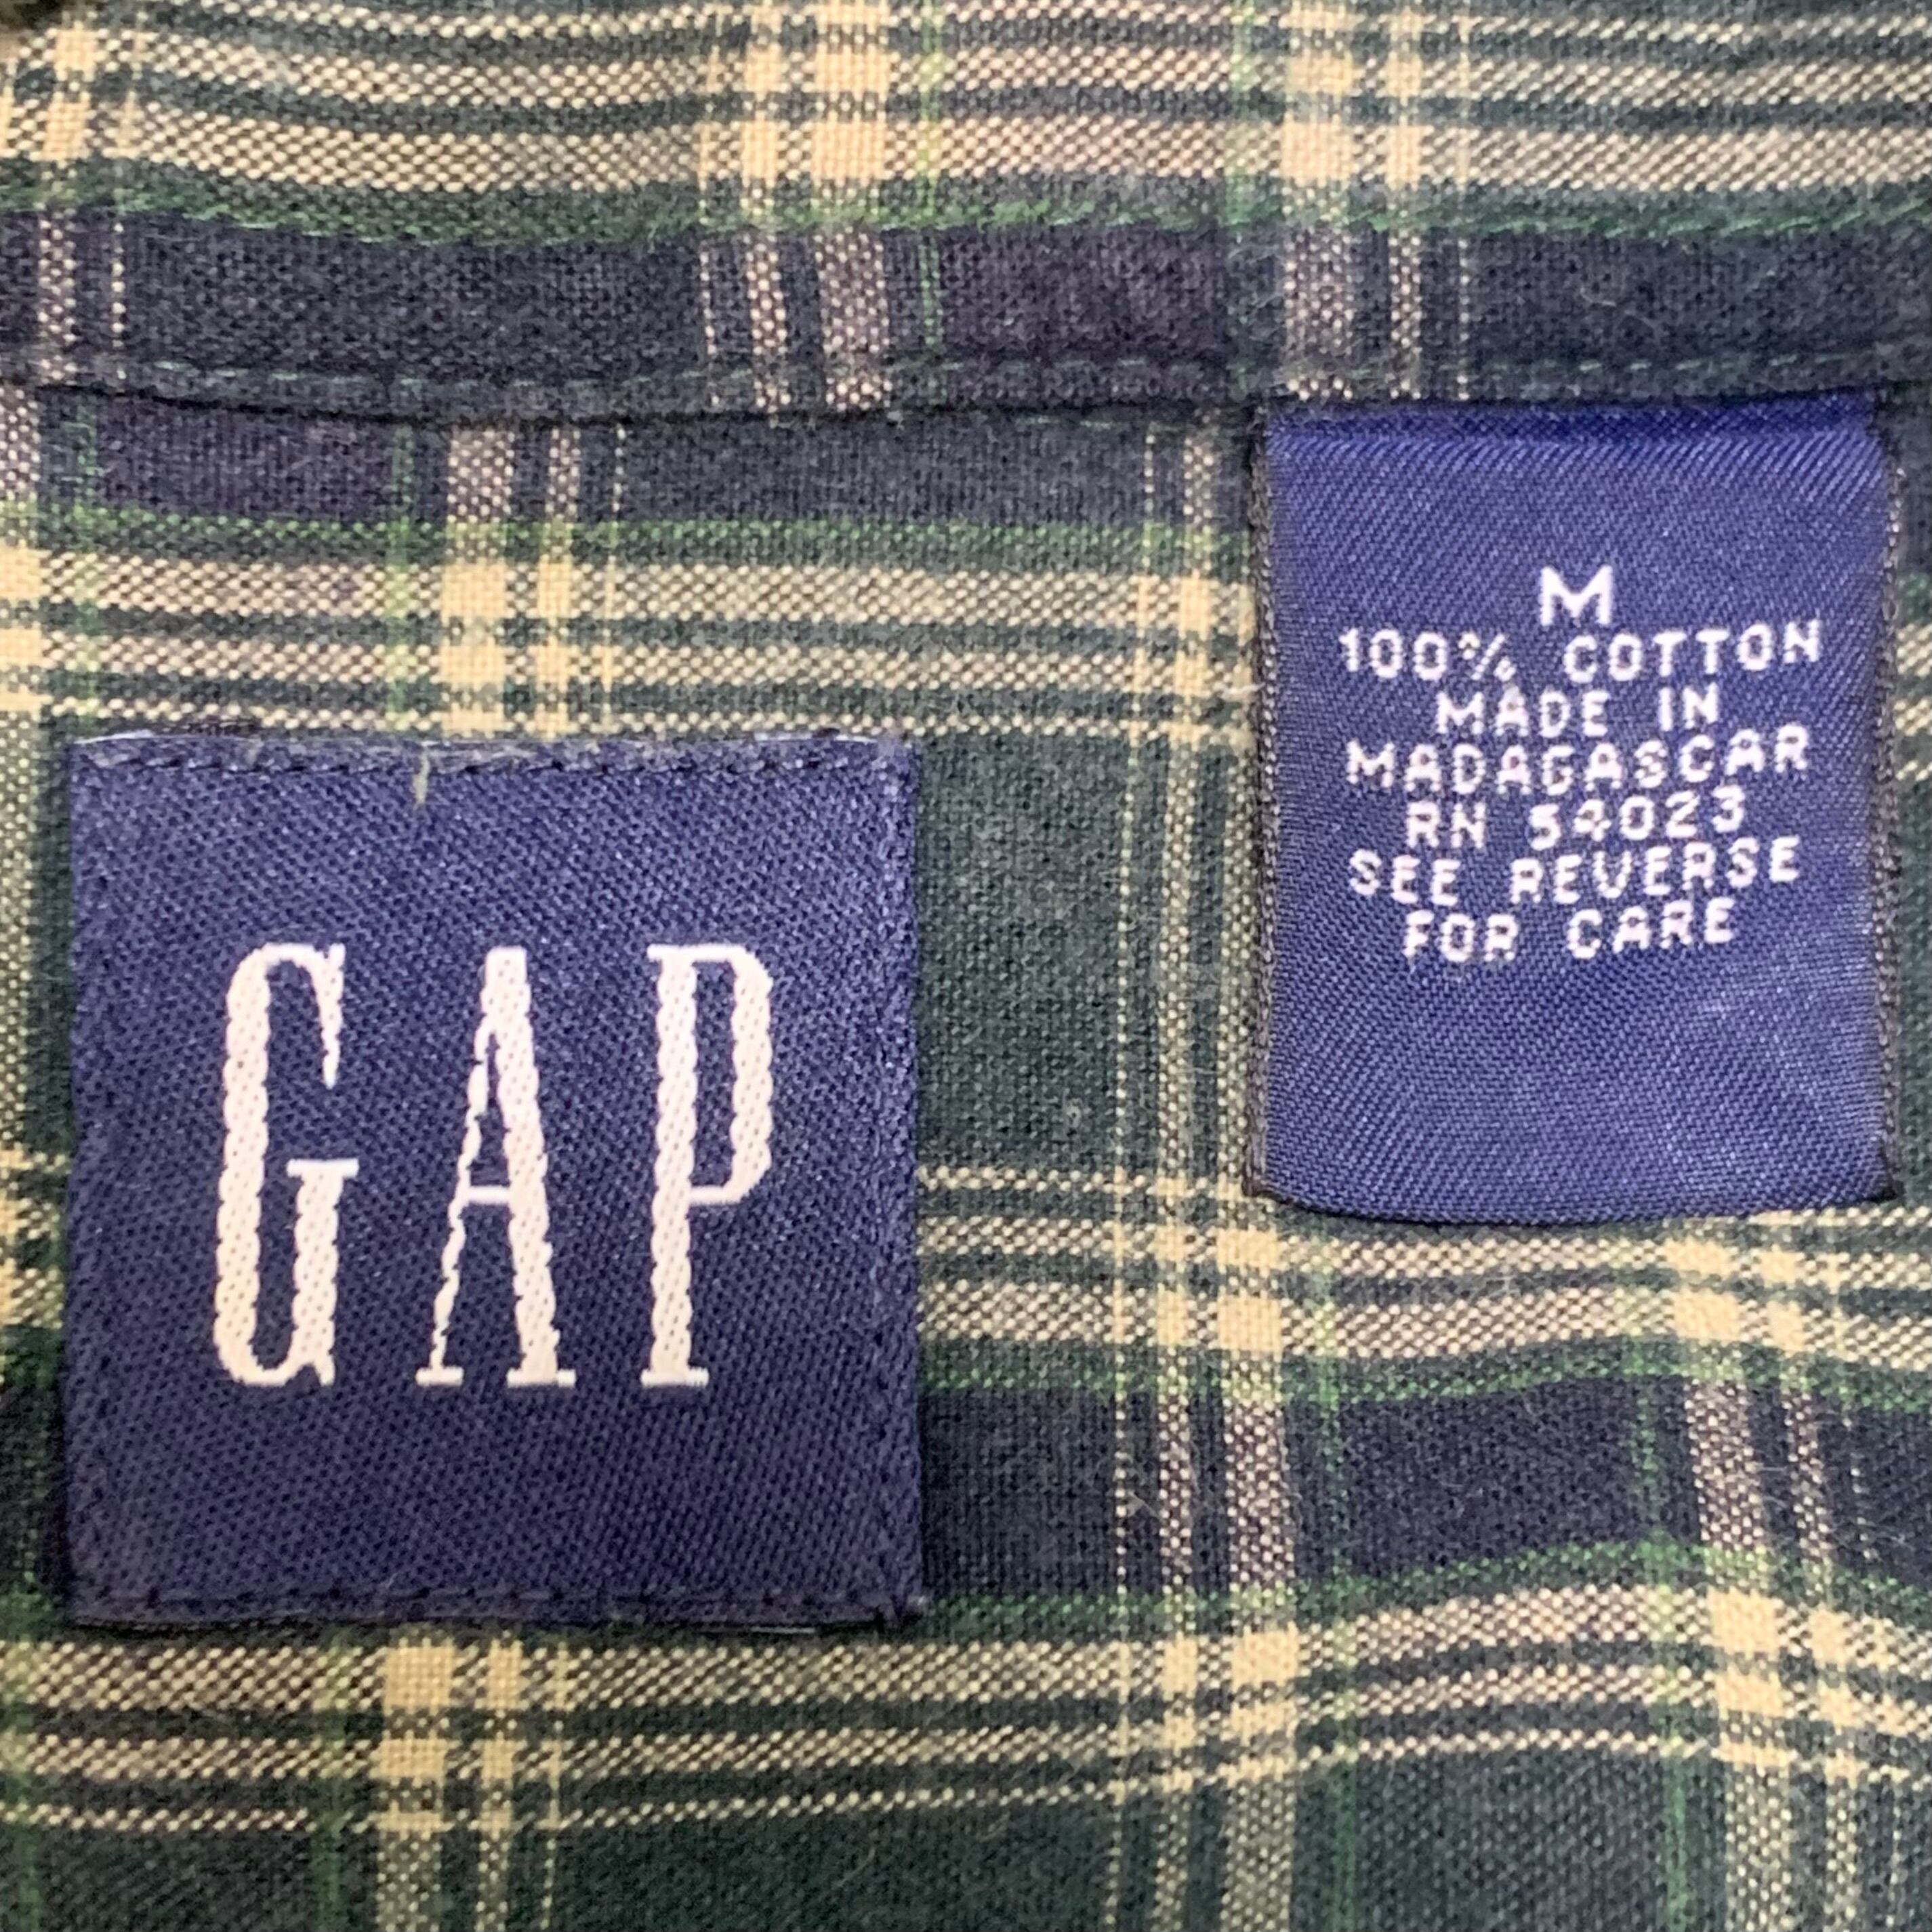 GAP
M
100% COTTON
MADE IN
MADAGASCAR
RN 54023
SEE REVERSE
FOR CARE